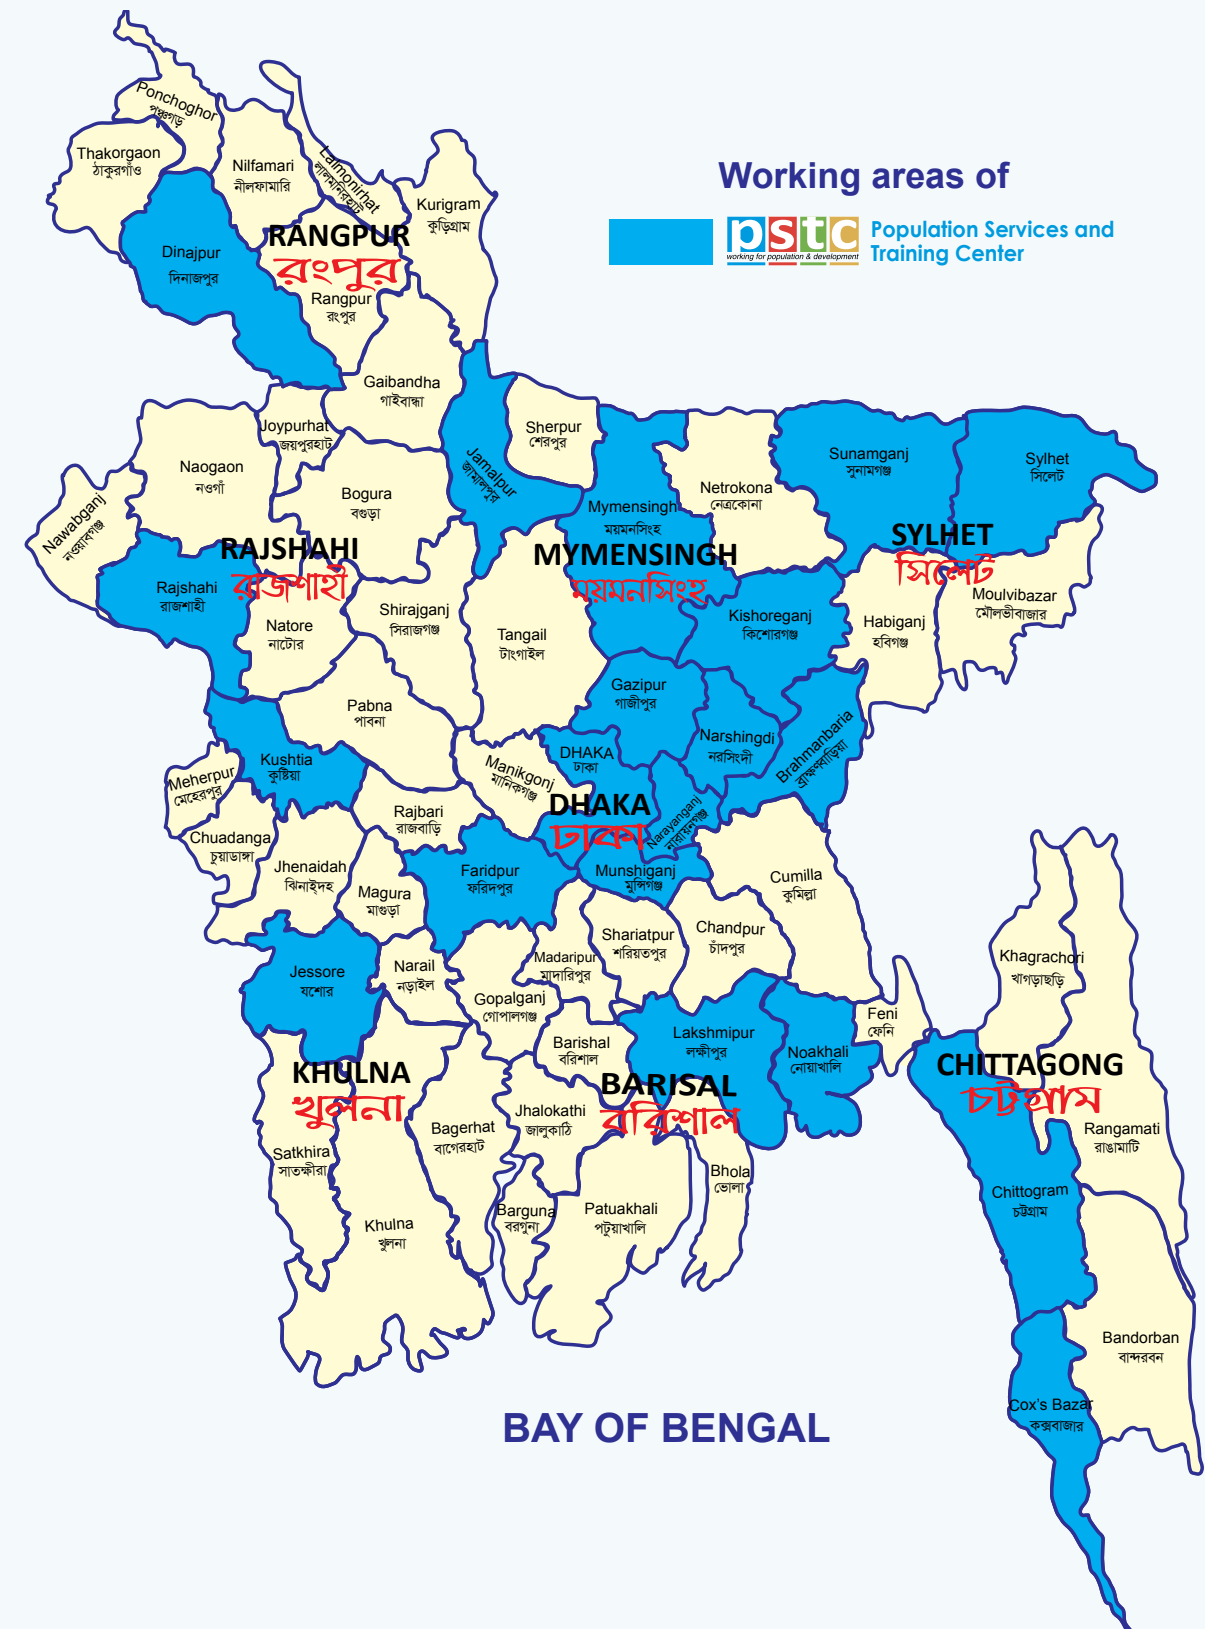 Working areas of
pstc
working for population & development
Population Services and
Training Center
Ponchoghor
পঞ্চগড়
Thakorgaon
ঠাকুরগাঁও
Nilfamari
নীলফামারি
Lalmonirhat
লালমনিরহাট
Kurigram
কুড়িগ্রাম
Dinajpur
দিনাজপুর
RANGPUR
রংপুর
Rangpur
রংপুর
Gaibandha
গাইবান্ধা
Joypurhat
জয়পুরহাট
Sherpur
শেরপুর
Jamalpur
জামালপুর
Naogaon
নওগাঁ
Bogura
বগুড়া
Nawabganj
নওয়াবগঞ্জ
Mymensingh
ময়মনসিংহ
Netrokona
নেত্রকোনা
Sunamganj
সুনামগঞ্জ
Sylhet
সিলেট
RAJSHAHI
রাজশাহী
MYMENSINGH
ময়মনসিংহ
SYLHET
সিলেট
Rajshahi
রাজশাহী
Natore
নাটোর
Shirajganj
সিরাজগঞ্জ
Tangail
টাংগাইল
Kishoreganj
কিশোরগঞ্জ
Habiganj
হবিগঞ্জ
Moulvibazar
মৌলভীবাজার
Pabna
পাবনা
Gazipur
গাজীপুর
Narshingdi
নরসিংদী
Brahmanbaria
ব্রাহ্মণবাড়িয়া
Kushtia
কুষ্টিয়া
Meherpur
মেহেরপুর
Manikgonj
মানিকগঞ্জ
DHAKA
ঢাকা
DHAKA
ঢাকা
Narayanganj
নারায়নগঞ্জ
Rajbari
রাজবাড়ি
Chuadanga
চুয়াডাঙ্গা
Jhenaidah
ঝিনাইদহ
Magura
মাগুড়া
Faridpur
ফরিদপুর
Munshiganj
মুন্সিগঞ্জ
Cumilla
কুমিল্লা
Shariatpur
শরিয়তপুর
Chandpur
চাঁদপুর
Jessore
যশোর
Narail
নড়াইল
Madaripur
মাদারিপুর
Gopalganj
গোপালগঞ্জ
Khagrachori
খাগড়াছড়ি
Feni
ফেনি
Barishal
বরিশাল
Lakshmipur
লক্ষীপুর
Noakhali
নোয়াখালি
KHULNA
খুলনা
BARISAL
বরিশাল
CHITTAGONG
চট্টগ্রাম
Jhalokathi
জালুকাঠি
Bagerhat
বাগেরহাট
Rangamati
রাঙামাটি
Satkhira
সাতক্ষীরা
Bhola
ভোলা
Chittogram
চট্টগ্রাম
Khulna
খুলনা
Barguna
বরগুনা
Patuakhali
পটুয়াখালি
Bandorban
বান্দরবন
Cox's Bazar
কক্সবাজার
BAY OF BENGAL